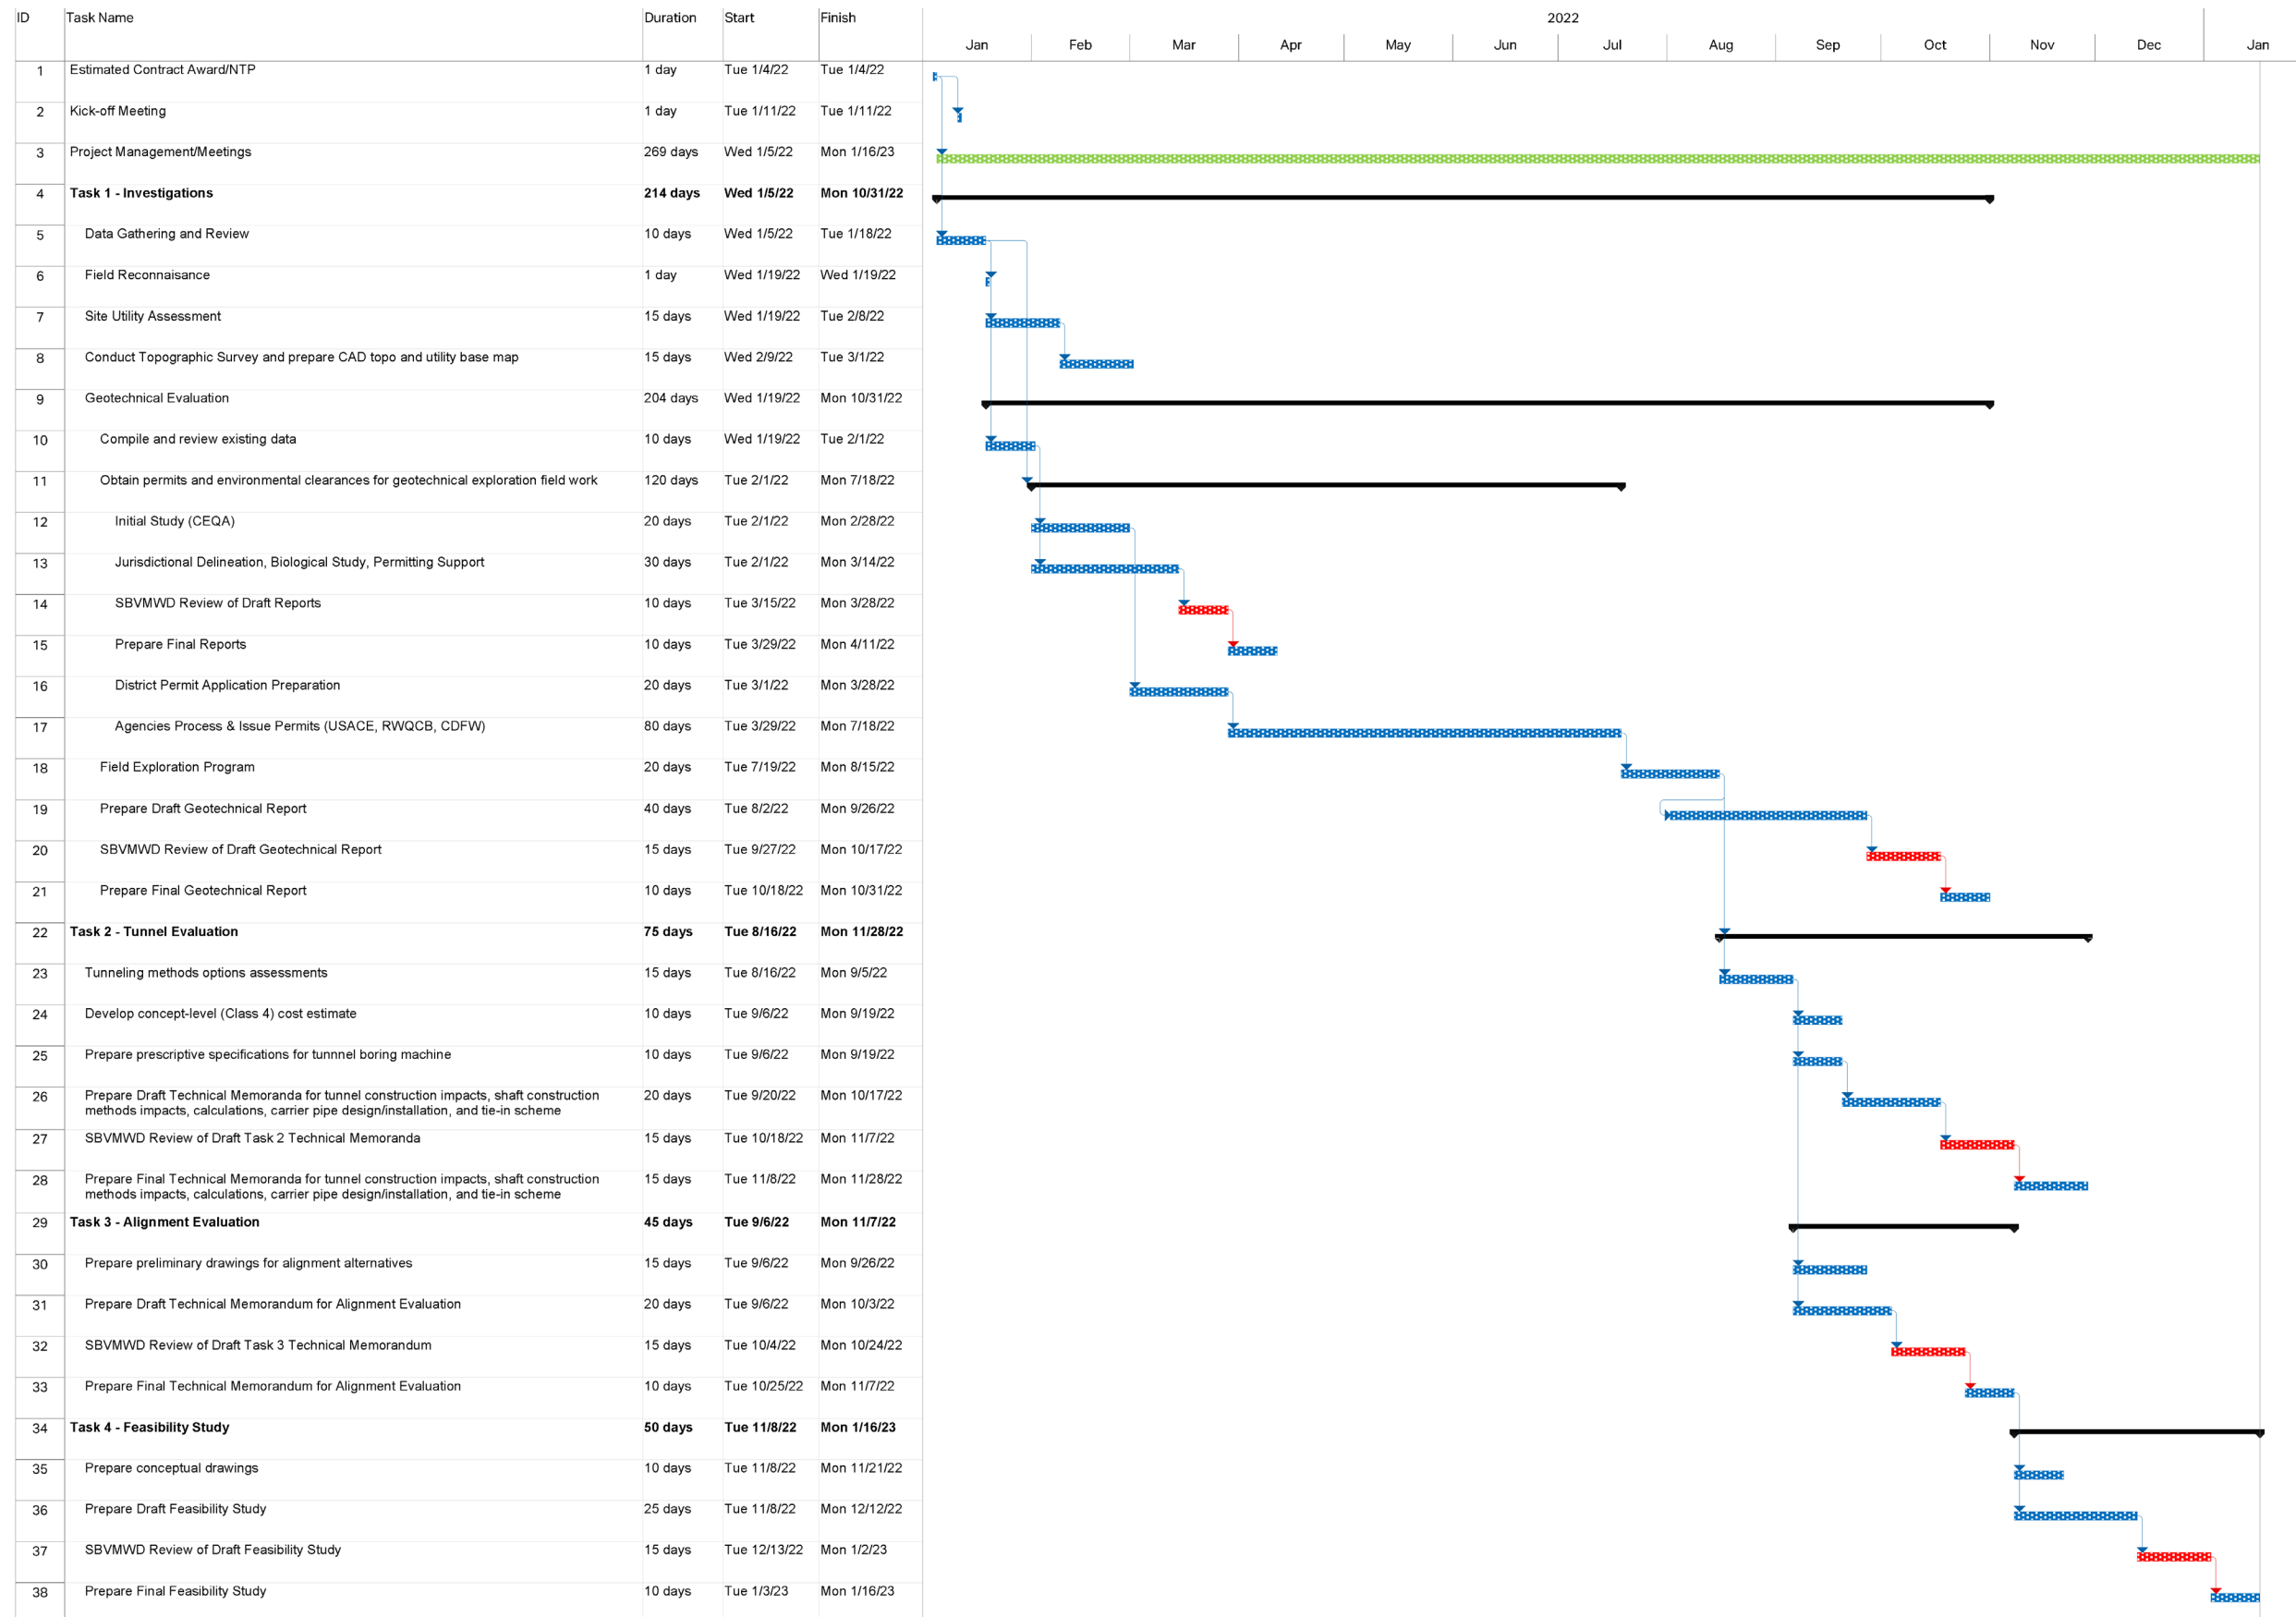 ID Task Name Duration Start Finish 2022
Jan Feb Mar Apr May Jun Jul Aug Sep Oct Nov Dec Jan
1 Estimated Contract Award/NTP 1 day Tue 1/4/22 Tue 1/4/22
2 Kick-off Meeting 1 day Tue 1/11/22 Tue 1/11/22
3 Project Management/Meetings 269 days Wed 1/5/22 Mon 1/16/23
4 Task 1 - Investigations 214 days Wed 1/5/22 Mon 10/31/22
5 Data Gathering and Review 10 days Wed 1/5/22 Tue 1/18/22
6 Field Reconnaisance 1 day Wed 1/19/22 Wed 1/19/22
7 Site Utility Assessment 15 days Wed 1/19/22 Tue 2/8/22
8 Conduct Topographic Survey and prepare CAD topo and utility base map 15 days Wed 2/9/22 Tue 3/1/22
9 Geotechnical Evaluation 204 days Wed 1/19/22 Mon 10/31/22
10 Compile and review existing data 10 days Wed 1/19/22 Tue 2/1/22
11 Obtain permits and environmental clearances for geotechnical exploration field work 120 days Tue 2/1/22 Mon 7/18/22
12 Initial Study (CEQA) 20 days Tue 2/1/22 Mon 2/28/22
13 Jurisdictional Delineation, Biological Study, Permitting Support 30 days Tue 2/1/22 Mon 3/14/22
14 SBVMWD Review of Draft Reports 10 days Tue 3/15/22 Mon 3/28/22
15 Prepare Final Reports 10 days Tue 3/29/22 Mon 4/11/22
16 District Permit Application Preparation 20 days Tue 3/1/22 Mon 3/28/22
17 Agencies Process & Issue Permits (USACE, RWQCB, CDFW) 80 days Tue 3/29/22 Mon 7/18/22
18 Field Exploration Program 20 days Tue 7/19/22 Mon 8/15/22
19 Prepare Draft Geotechnical Report 40 days Tue 8/2/22 Mon 9/26/22
20 SBVMWD Review of Draft Geotechnical Report 15 days Tue 9/27/22 Mon 10/17/22
21 Prepare Final Geotechnical Report 10 days Tue 10/18/22 Mon 10/31/22
22 Task 2 - Tunnel Evaluation 75 days Tue 8/16/22 Mon 11/28/22
23 Tunneling methods options assessments 15 days Tue 8/16/22 Mon 9/5/22
24 Develop concept-level (Class 4) cost estimate 10 days Tue 9/6/22 Mon 9/19/22
25 Prepare prescriptive specifications for tunnnel boring machine 10 days Tue 9/6/22 Mon 9/19/22
26 Prepare Draft Technical Memoranda for tunnel construction impacts, shaft construction 20 days Tue 9/20/22 Mon 10/17/22
methods impacts, calculations, carrier pipe design/installation, and tie-in scheme
27 SBVMWD Review of Draft Task 2 Technical Memoranda 15 days Tue 10/18/22 Mon 11/7/22
28 Prepare Final Technical Memoranda for tunnel construction impacts, shaft construction 15 days Tue 11/8/22 Mon 11/28/22
methods impacts, calculations, carrier pipe design/installation, and tie-in scheme
29 Task 3 - Alignment Evaluation 45 days Tue 9/6/22 Mon 11/7/22
30 Prepare preliminary drawings for alignment alternatives 15 days Tue 9/6/22 Mon 9/26/22
31 Prepare Draft Technical Memorandum for Alignment Evaluation 20 days Tue 9/6/22 Mon 10/3/22
32 SBVMWD Review of Draft Task 3 Technical Memorandum 15 days Tue 10/4/22 Mon 10/24/22
33 Prepare Final Technical Memorandum for Alignment Evaluation 10 days Tue 10/25/22 Mon 11/7/22
34 Task 4 - Feasibility Study 50 days Tue 11/8/22 Mon 1/16/23
35 Prepare conceptual drawings 10 days Tue 11/8/22 Mon 11/21/22
36 Prepare Draft Feasibility Study 25 days Tue 11/8/22 Mon 12/12/22
37 SBVMWD Review of Draft Feasibility Study 15 days Tue 12/13/22 Mon 1/2/23
38 Prepare Final Feasibility Study 10 days Tue 1/3/23 Mon 1/16/23